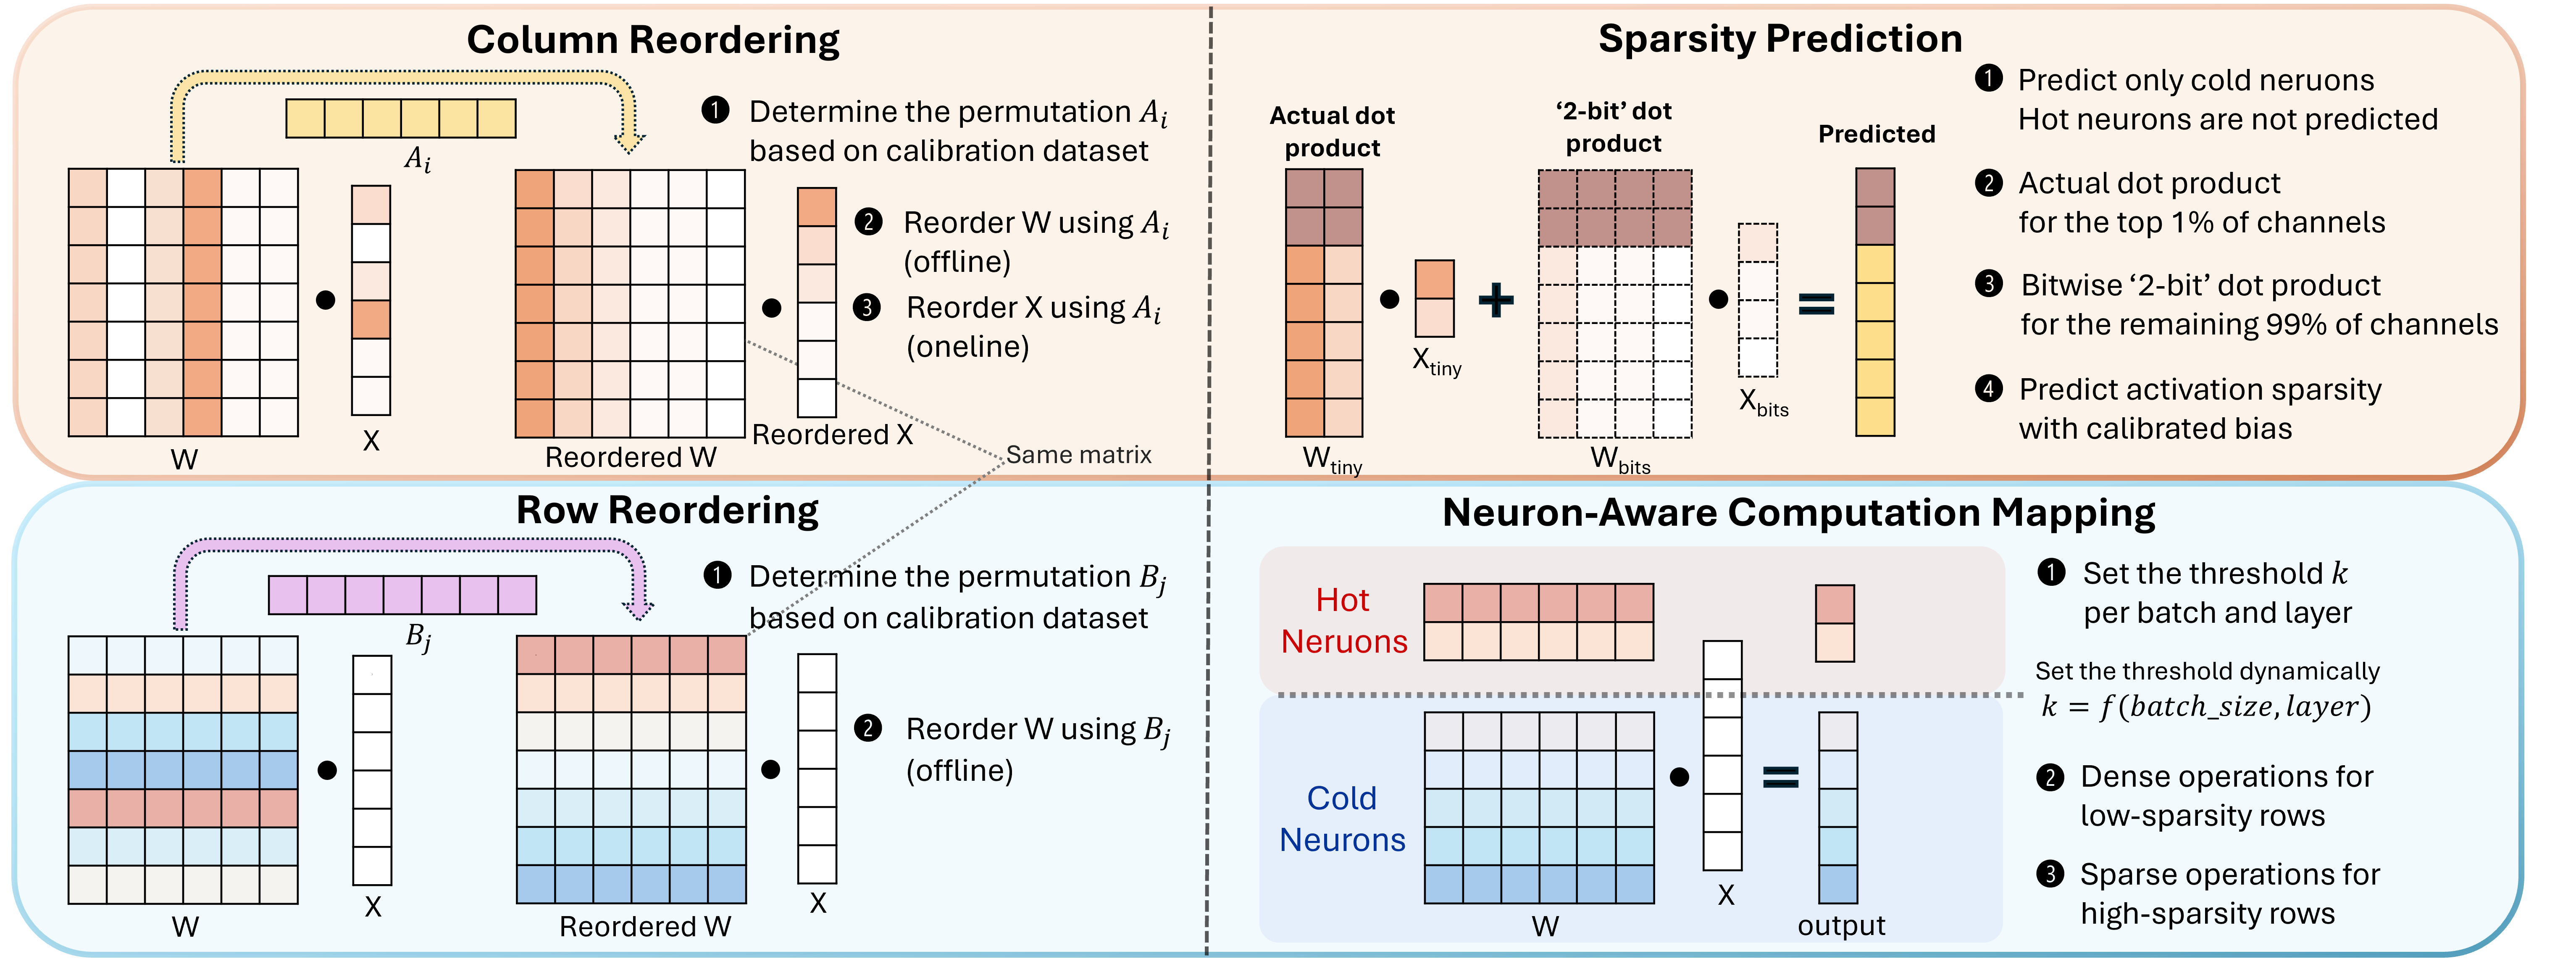 Column Reordering
A_i
❶ Determine the permutation A_i
based on calibration dataset
❷ Reorder W using A_i
(offline)
❸ Reorder X using A_i
(oneline)
W
X
Reordered W
Reordered X
Same matrix
Sparsity Prediction
Actual dot
product
‘2-bit’ dot
product
Predicted
W_tiny
X_tiny
W_bits
X_bits
❶ Predict only cold neruons
Hot neurons are not predicted
❷ Actual dot product
for the top 1% of channels
❸ Bitwise ‘2-bit’ dot product
for the remaining 99% of channels
❹ Predict activation sparsity
with calibrated bias
Row Reordering
B_j
❶ Determine the permutation B_j
based on calibration dataset
❷ Reorder W using B_j
(offline)
W
X
Reordered W
X
Neuron-Aware Computation Mapping
Hot
Neruons
Cold
Neurons
W
X
output
❶ Set the threshold k
per batch and layer
Set the threshold dynamically
k = f(batch_size, layer)
❷ Dense operations for
low-sparsity rows
❸ Sparse operations for
high-sparsity rows